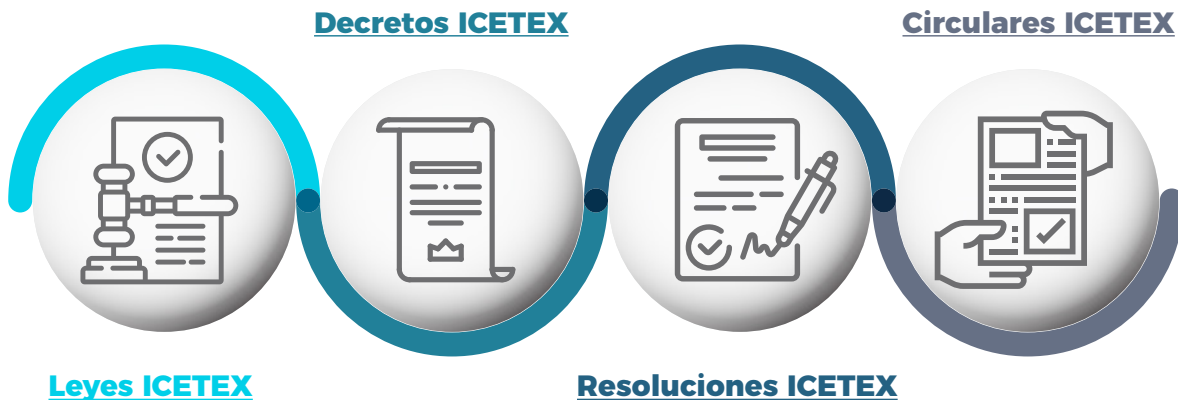 Decretos ICETEX
Circulares ICETEX
Leyes ICETEX
Resoluciones ICETEX